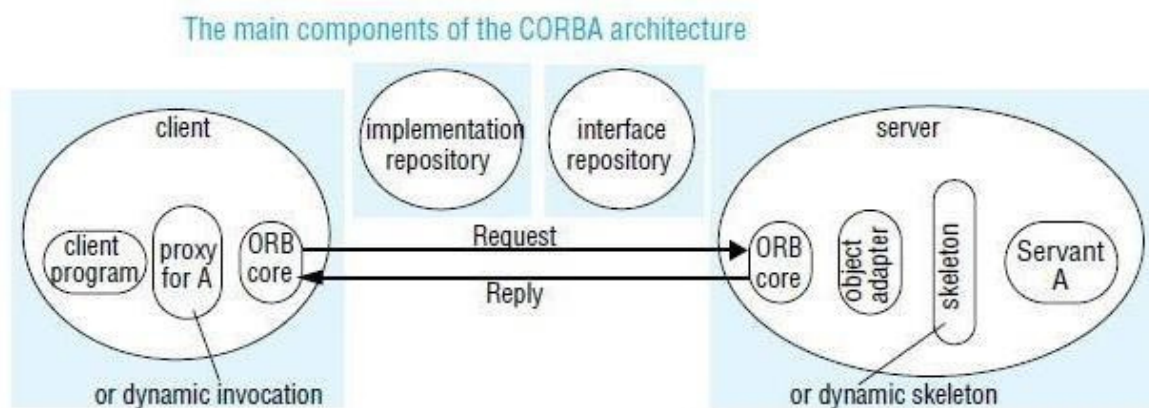 The main components of the CORBA architecture
client
implementation
repository
interface
repository
server
client
program
proxy
for A
ORB
core
Request
Reply
ORB
core
object
adapter
skeleton
Servant
A
or dynamic invocation
or dynamic skeleton